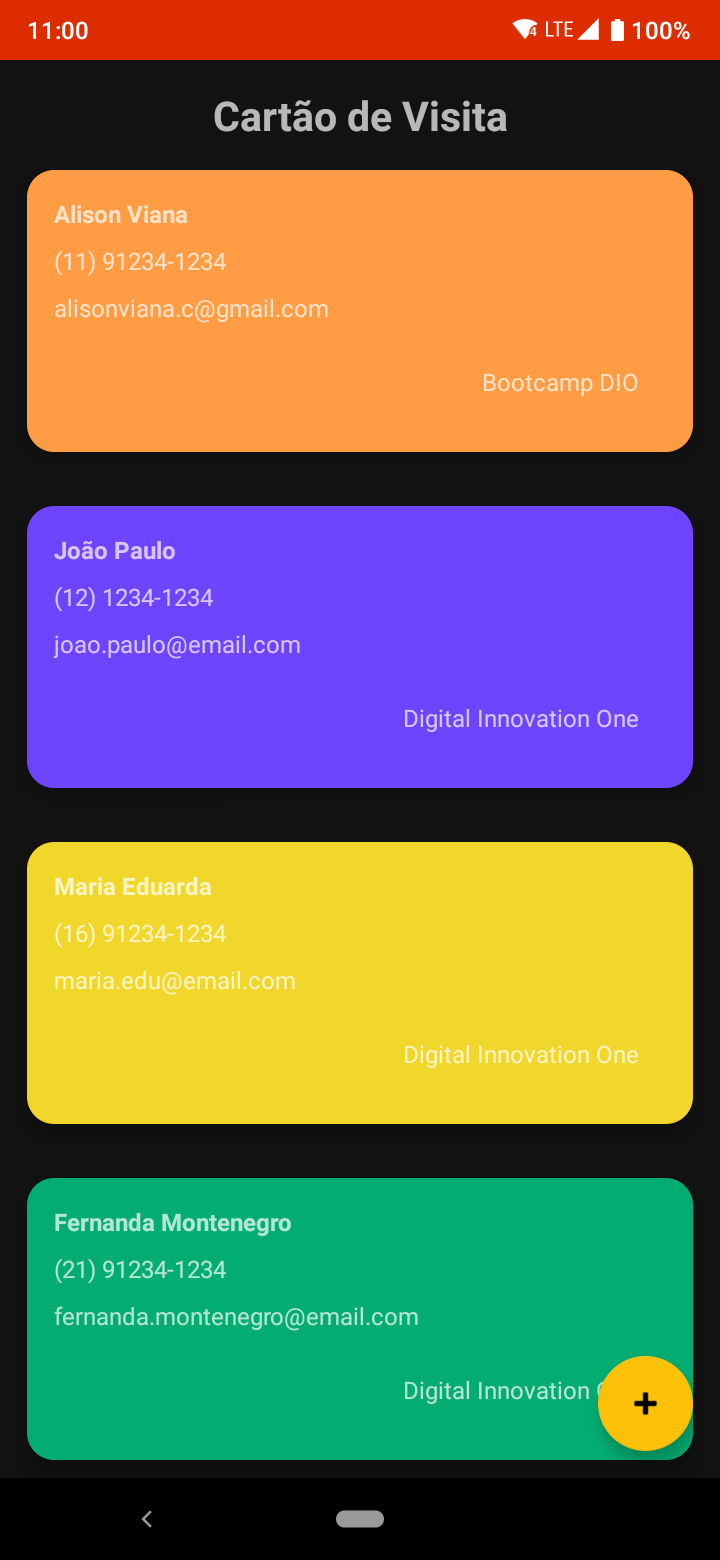 11:00 LTE 100%
Cartão de Visita
Alison Viana
(11) 91234-1234
alisonviana.c@gmail.com
Bootcamp DIO
João Paulo
(12) 1234-1234
joao.paulo@email.com
Digital Innovation One
Maria Eduarda
(16) 91234-1234
maria.edu@email.com
Digital Innovation One
Fernanda Montenegro
(21) 91234-1234
fernanda.montenegro@email.com
Digital Innovation